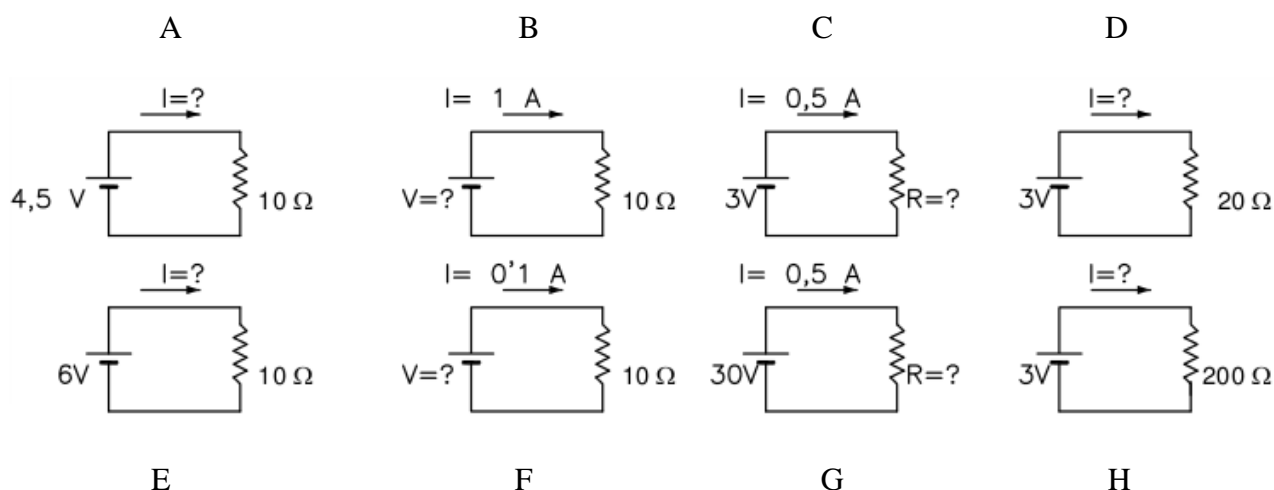 A B C D
I=? I= 1 A I= 0,5 A I=?
4,5 V 10 Ω V=? 10 Ω 3V R=? 3V 20 Ω
I=? I= 0'1 A I= 0,5 A I=?
6V 10 Ω V=? 10 Ω 30V R=? 3V 200 Ω
E F G H